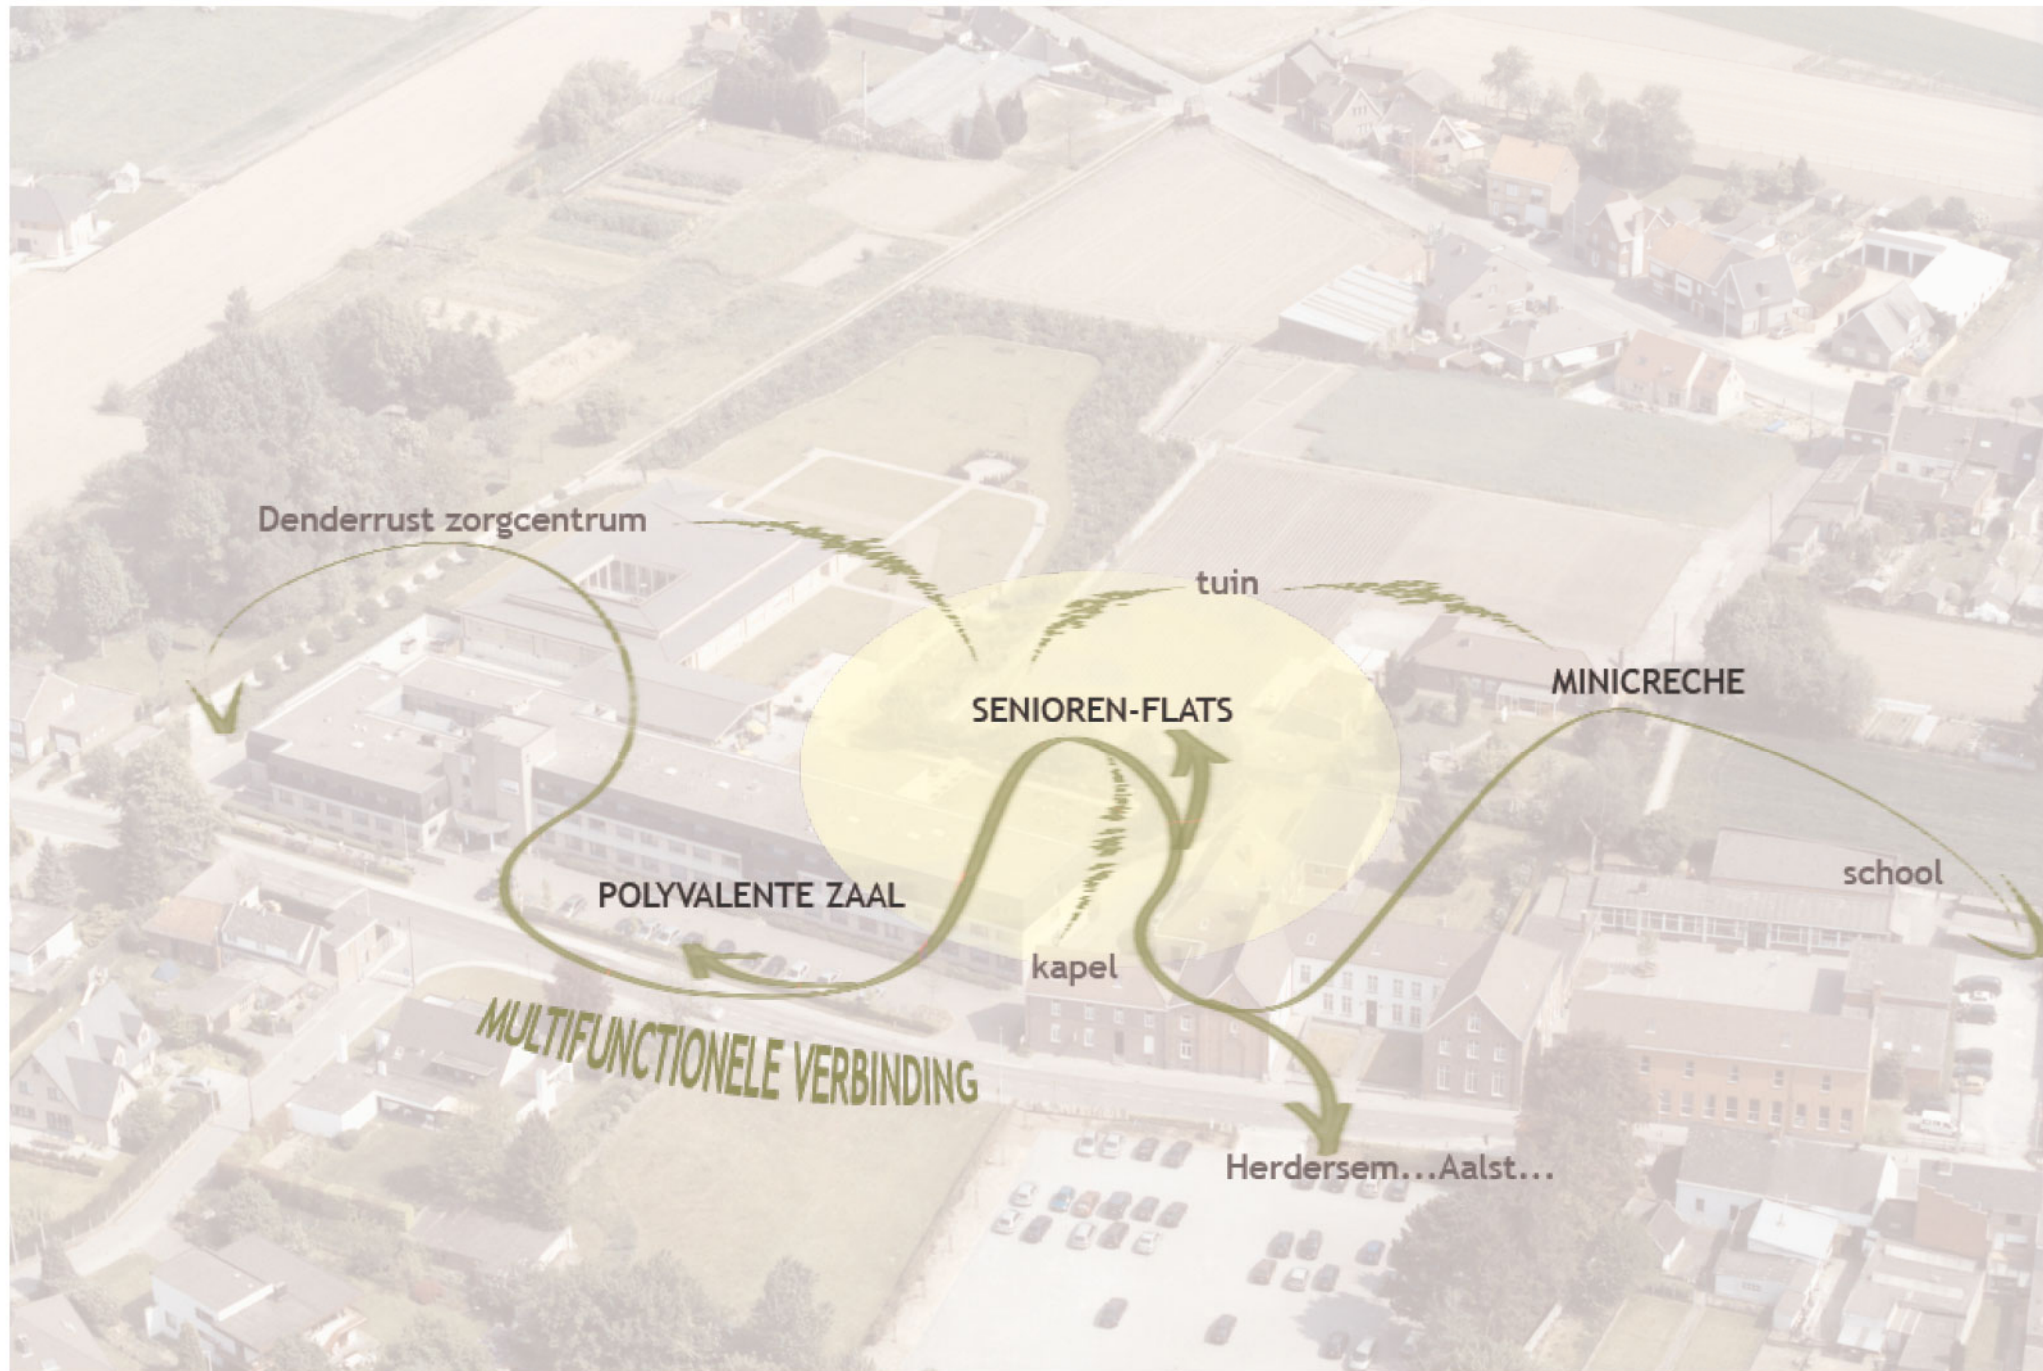 Denderrust zorgcentrum
tuin
MINICRECHE
SENIOREN-FLATS
school
POLYVALENTE ZAAL
kapel
MULTIFUNCTIONELE VERBINDING
Herdersem...Aalst...